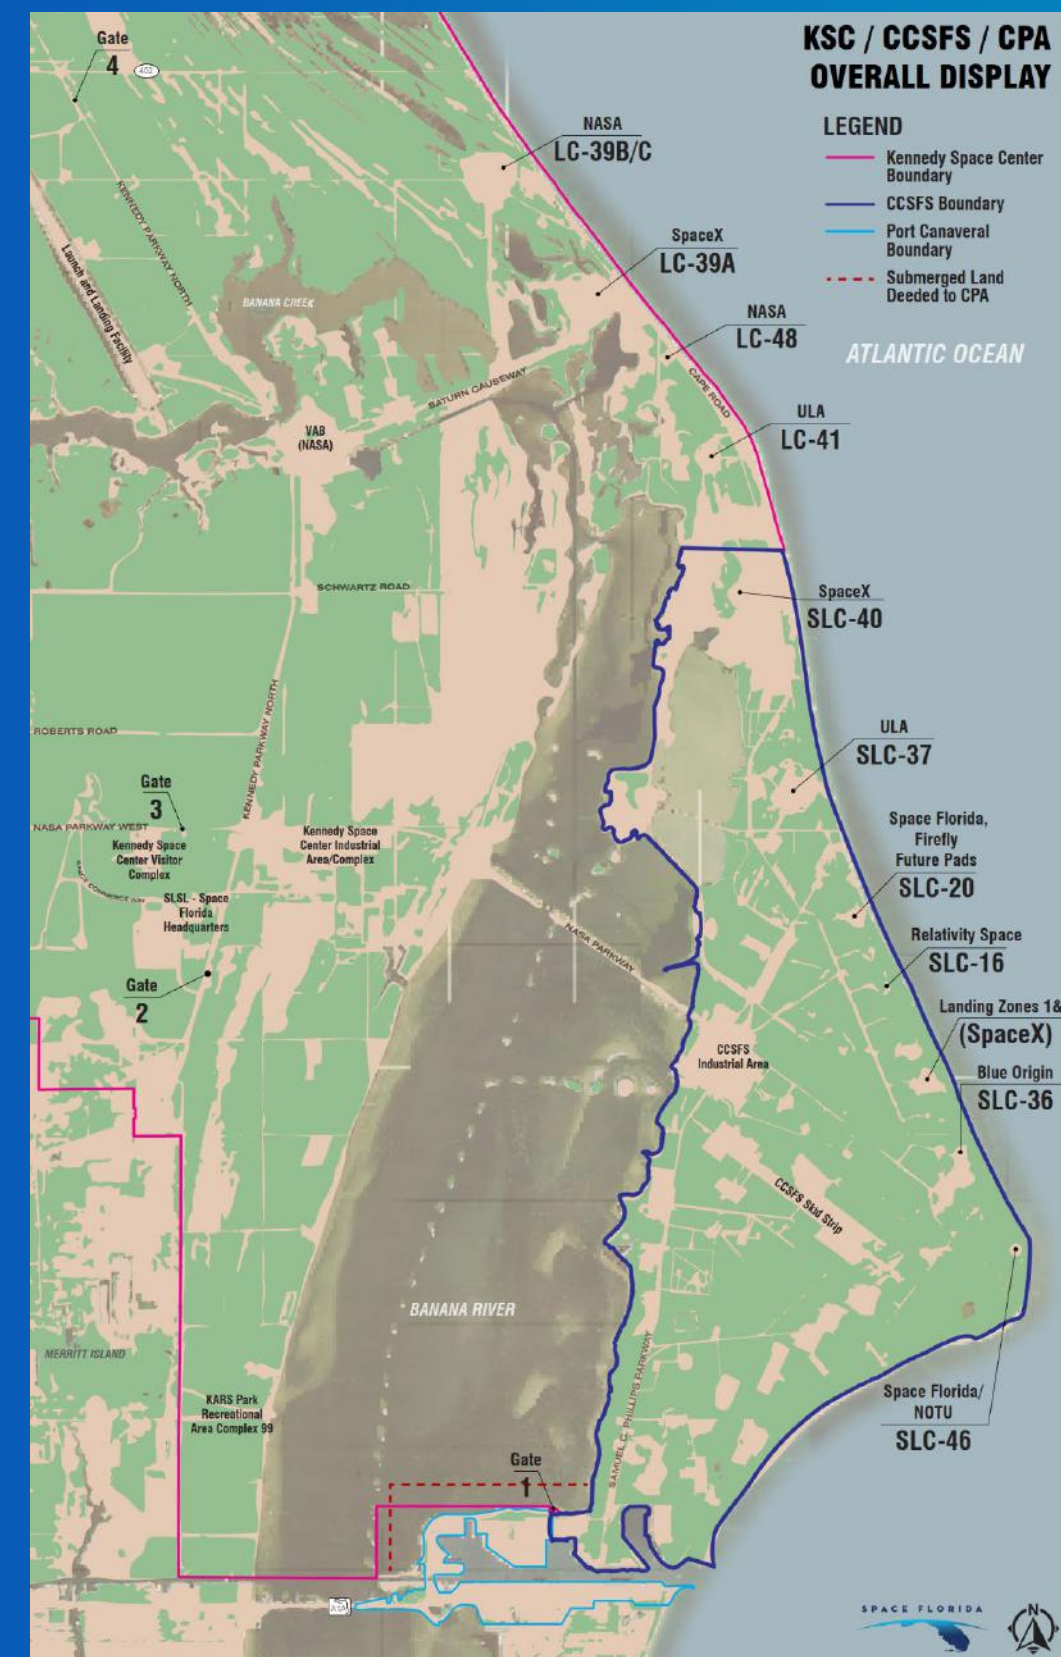 KSC / CCSFS / CPA
OVERALL DISPLAY
LEGEND
Kennedy Space Center
Boundary
CCSFS Boundary
Port Canaveral
Boundary
Submerged Land
Deeded to CPA
ATLANTIC OCEAN
Gate
4
402
NASA
LC-39B/C
KENNEDY PARKWAY NORTH
Launch and Landing Facility
BANANA CREEK
SpaceX
LC-39A
NASA
LC-48
CAPE ROAD
SATURN CAUSEWAY
VAB
(NASA)
ULA
LC-41
SCHWARTZ ROAD
SpaceX
SLC-40
KENNEDY PARKWAY NORTH
ROBERTS ROAD
ULA
SLC-37
Gate
3
NASA PARKWAY WEST
Kennedy Space
Center Visitor
Complex
Kennedy Space
Center Industrial
Area/Complex
SPACE COMMERCE WAY
SLSL - Space
Florida
Headquarters
Space Florida,
Firefly
Future Pads
SLC-20
NASA PARKWAY
Relativity Space
SLC-16
Gate
2
Landing Zones 1&
(SpaceX)
CCSFS
Industrial Area
Blue Origin
SLC-36
CCSFS Skid Strip
BANANA RIVER
MERRITT ISLAND
SAMUEL C. PHILLIPS PARKWAY
KARS Park
Recreational
Area Complex 99
Space Florida/
NOTU
SLC-46
Gate
1
SPACE FLORIDA
N